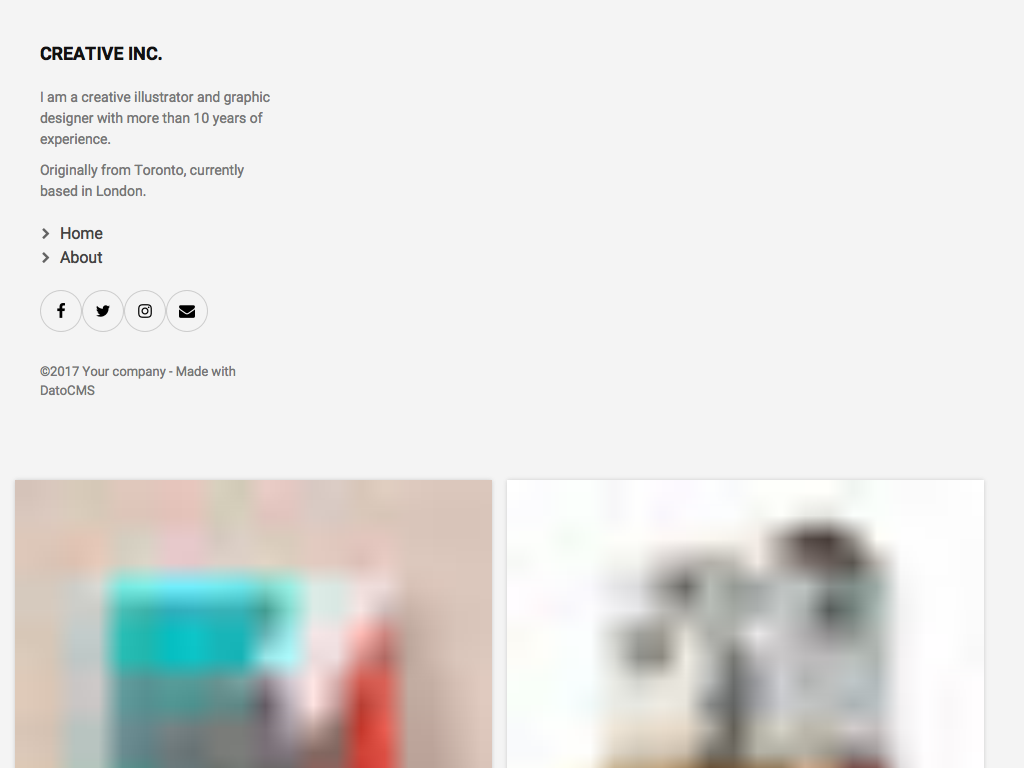 CREATIVE INC.
I am a creative illustrator and graphic
designer with more than 10 years of
experience.
Originally from Toronto, currently
based in London.
Home
About
©2017 Your company - Made with
DatoCMS